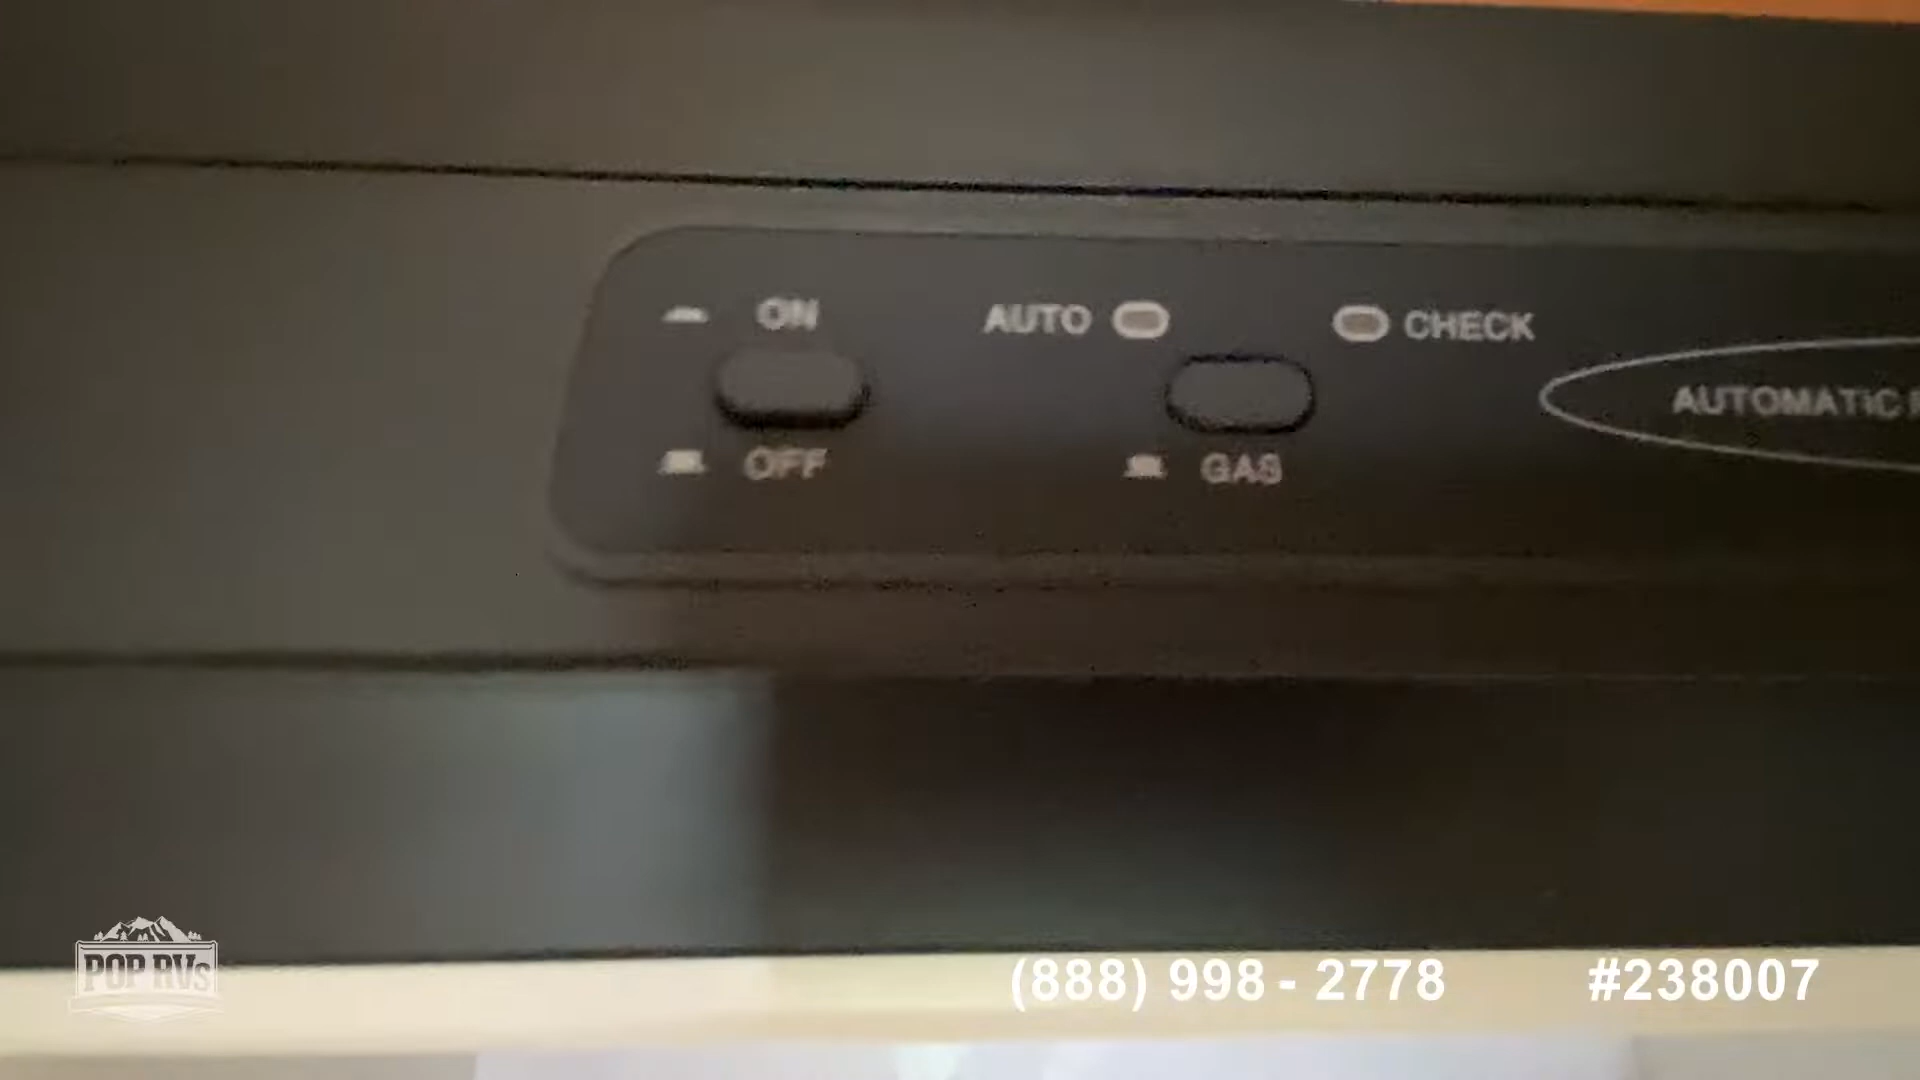 ON
AUTO
CHECK
AUTOMATIC
OFF
GAS
POP RVs
(888) 998 - 2778
#238007